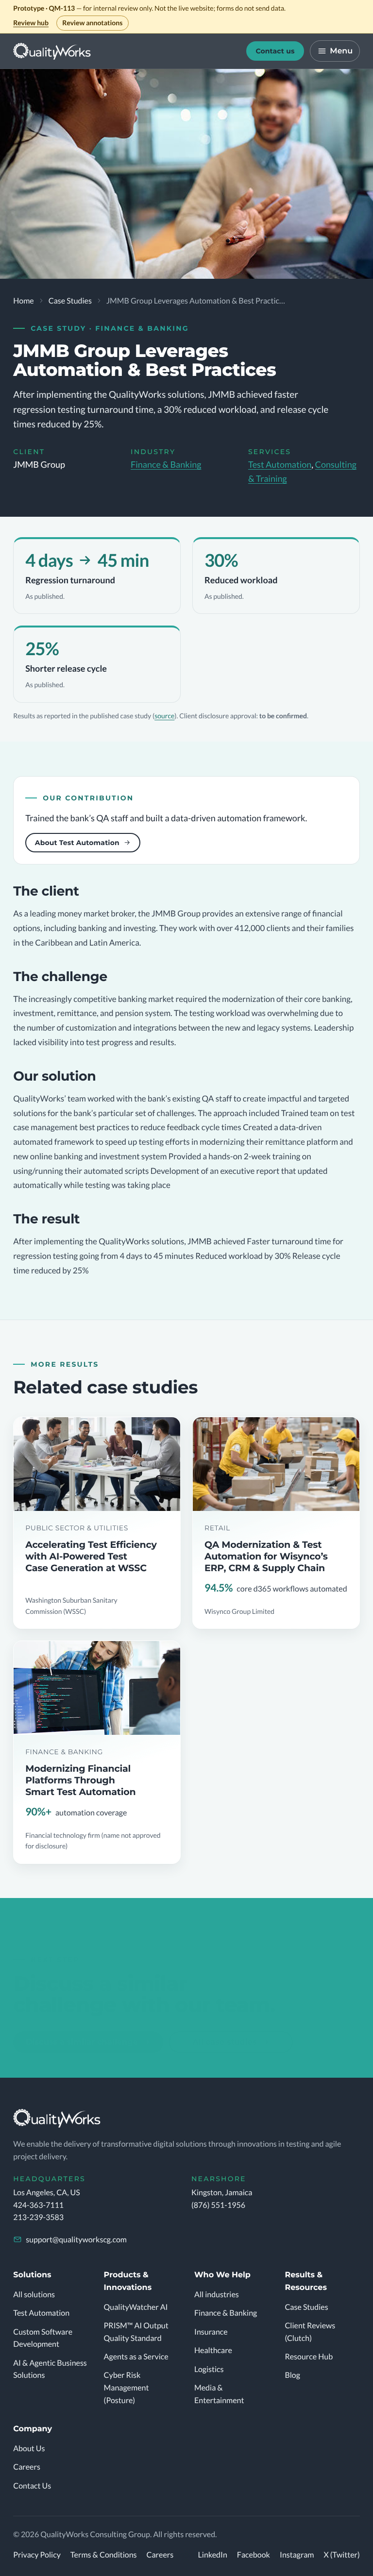 Prototype · QM-113 — for internal review only. Not the live website; forms do not send data.
Review hub
Review annotations
QualityWorks
Contact us
Menu
Home
Case Studies
JMMB Group Leverages Automation & Best Practic…
CASE STUDY · FINANCE & BANKING
JMMB Group Leverages
Automation & Best Practices
After implementing the QualityWorks solutions, JMMB achieved faster
regression testing turnaround time, a 30% reduced workload, and release cycle
times reduced by 25%.
CLIENT
JMMB Group
INDUSTRY
Finance & Banking
SERVICES
Test Automation, Consulting
& Training
4 days → 45 min
Regression turnaround
As published.
30%
Reduced workload
As published.
25%
Shorter release cycle
As published.
Results as reported in the published case study (source). Client disclosure approval: to be confirmed.
OUR CONTRIBUTION
Trained the bank's QA staff and built a data-driven automation framework.
About Test Automation →
The client
As a leading money market broker, the JMMB Group provides an extensive range of financial
options, including banking and investing. They work with over 412,000 clients and their families
in the Caribbean and Latin America.
The challenge
The increasingly competitive banking market required the modernization of their core banking,
investment, remittance, and pension system. The testing workload was overwhelming due to
the number of customization and integrations between the new and legacy systems. Leadership
lacked visibility into test progress and results.
Our solution
QualityWorks' team worked with the bank's existing QA staff to create impactful and targeted
solutions for the bank's particular set of challenges. The approach included Trained team on test
case management best practices to reduce feedback cycle times Created a data-driven
automated framework to speed up testing efforts in modernizing their remittance platform and
new online banking and investment system Provided a hands-on 2-week training on
using/running their automated scripts Development of an executive report that updated
automatically while testing was taking place
The result
After implementing the QualityWorks solutions, JMMB achieved Faster turnaround time for
regression testing going from 4 days to 45 minutes Reduced workload by 30% Release cycle
time reduced by 25%
MORE RESULTS
Related case studies
PUBLIC SECTOR & UTILITIES
Accelerating Test Efficiency
with AI-Powered Test
Case Generation at WSSC
Washington Suburban Sanitary
Commission (WSSC)
RETAIL
QA Modernization & Test
Automation for Wisynco's
ERP, CRM & Supply Chain
94.5% core d365 workflows automated
Wisynco Group Limited
FINANCE & BANKING
Modernizing Financial
Platforms Through
Smart Test Automation
90%+ automation coverage
Financial technology firm (name not approved
for disclosure)
QualityWorks
We enable the delivery of transformative digital solutions through innovations in testing and agile
project delivery.
HEADQUARTERS
Los Angeles, CA, US
424-363-7111
213-239-3583
NEARSHORE
Kingston, Jamaica
(876) 551-1956
support@qualityworkscg.com
Solutions
All solutions
Test Automation
Custom Software
Development
AI & Agentic Business
Solutions
Products &
Innovations
QualityWatcher AI
PRISM™ AI Output
Quality Standard
Agents as a Service
Cyber Risk
Management
(Posture)
Who We Help
All industries
Finance & Banking
Insurance
Healthcare
Logistics
Media &
Entertainment
Results &
Resources
Case Studies
Client Reviews
(Clutch)
Resource Hub
Blog
Company
About Us
Careers
Contact Us
© 2026 QualityWorks Consulting Group. All rights reserved.
Privacy Policy
Terms & Conditions
Careers
LinkedIn
Facebook
Instagram
X (Twitter)